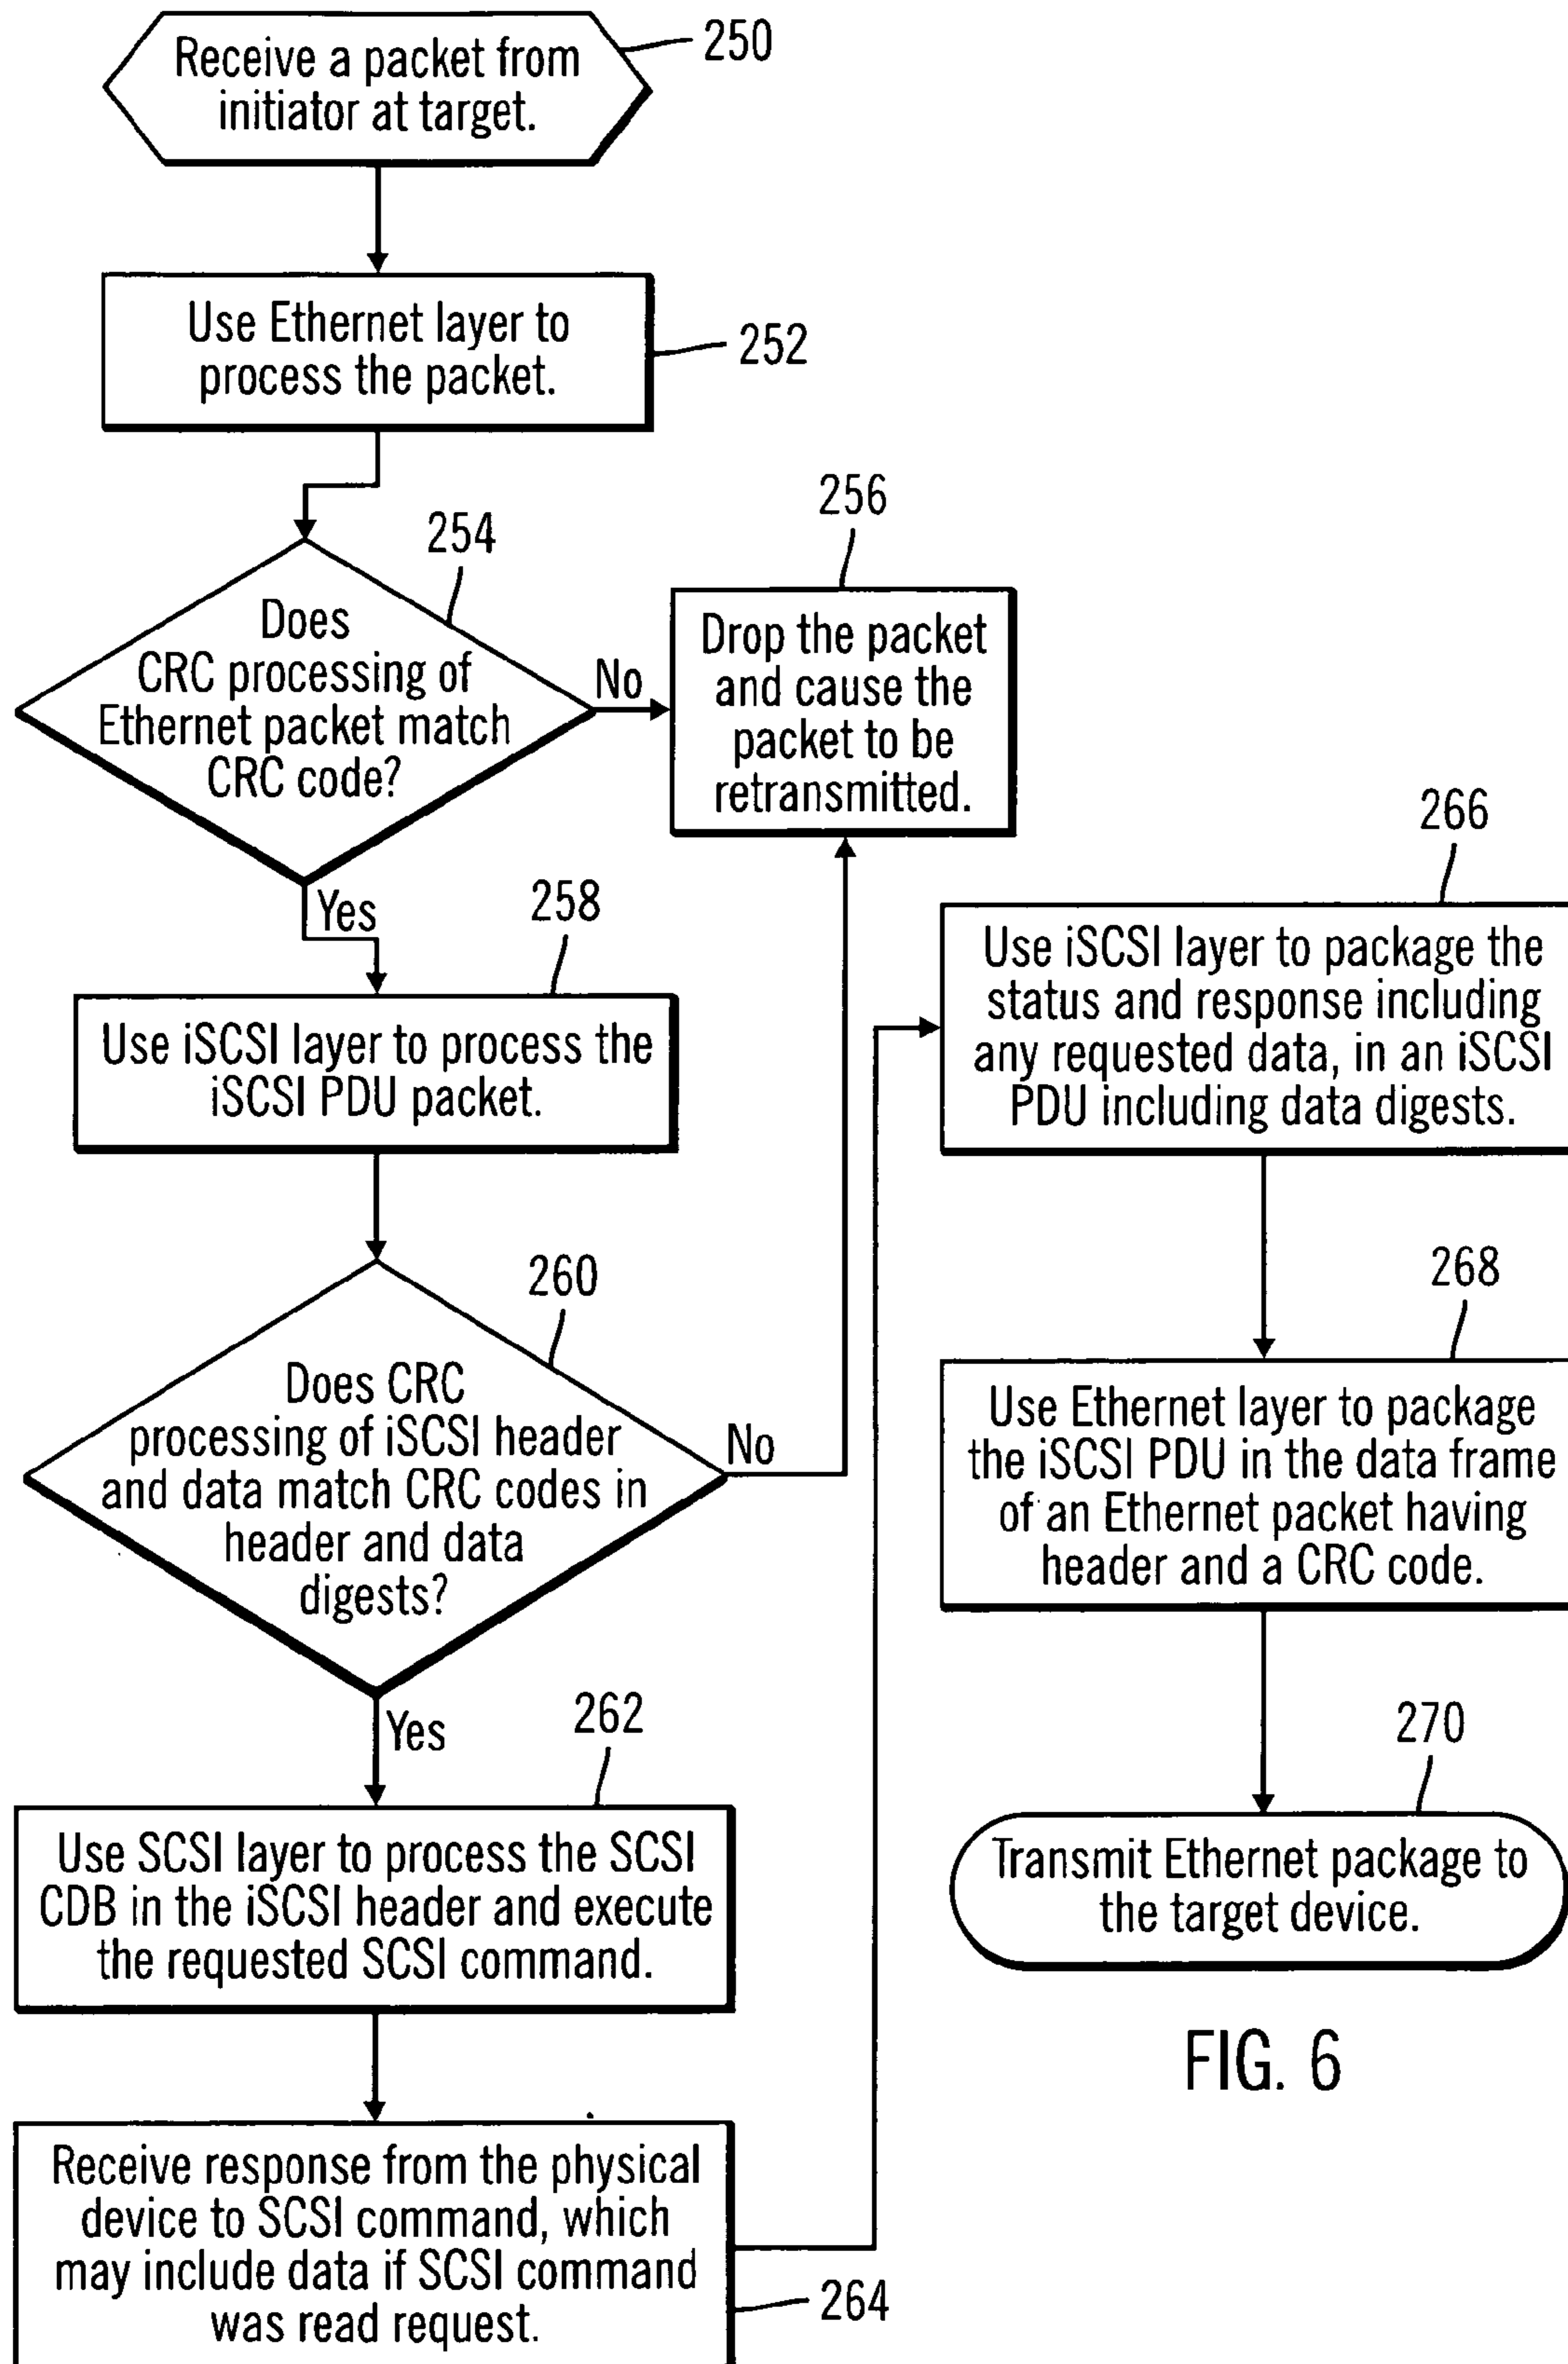 Receive a packet from
initiator at target.
250
Use Ethernet layer to
process the packet.
252
254
Does
CRC processing of
Ethernet packet match
CRC code?
No
Yes
256
Drop the packet
and cause the
packet to be
retransmitted.
258
Use iSCSI layer to process the
iSCSI PDU packet.
260
Does CRC
processing of iSCSI header
and data match CRC codes in
header and data
digests?
No
Yes
262
Use SCSI layer to process the SCSI
CDB in the iSCSI header and execute
the requested SCSI command.
Receive response from the physical
device to SCSI command, which
may include data if SCSI command
was read request.
264
266
Use iSCSI layer to package the
status and response including
any requested data, in an iSCSI
PDU including data digests.
268
Use Ethernet layer to package
the iSCSI PDU in the data frame
of an Ethernet packet having
header and a CRC code.
270
Transmit Ethernet package to
the target device.
FIG. 6